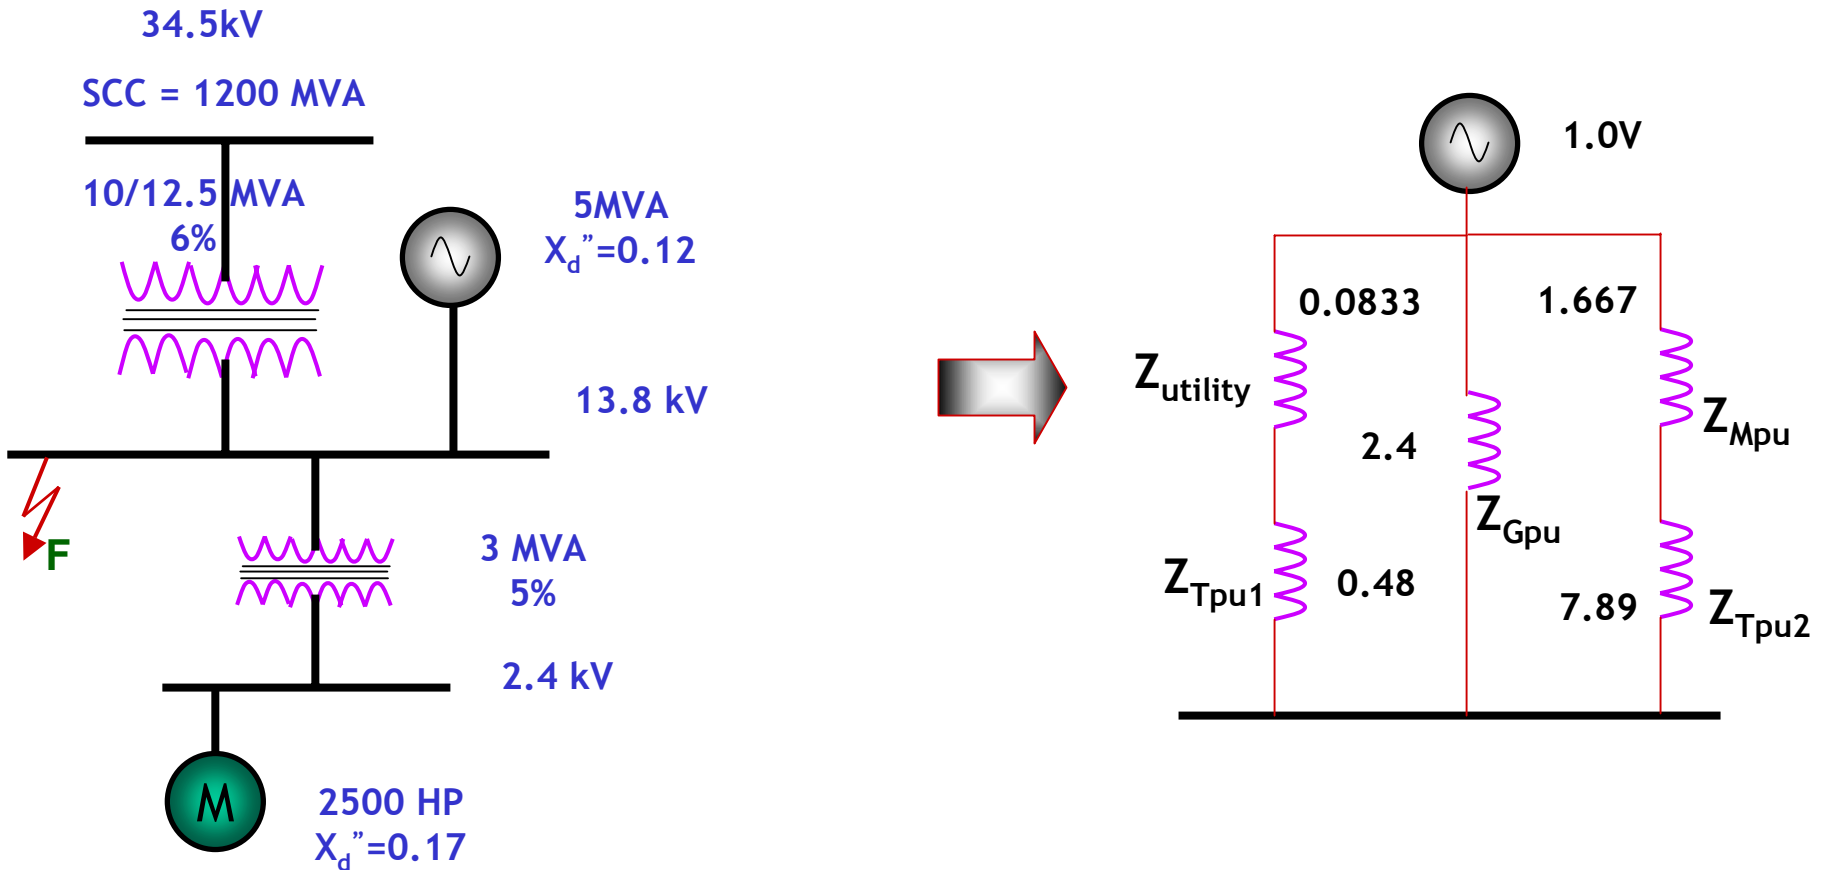 34.5kV
SCC = 1200 MVA
10/12.5 MVA
6%
5MVA
Xd”=0.12
13.8 kV
F
3 MVA
5%
2.4 kV
M
2500 HP
Xd”=0.17
1.0V
0.0833
1.667
Zutility
ZMpu
2.4
ZGpu
ZTpu1
0.48
7.89
ZTpu2